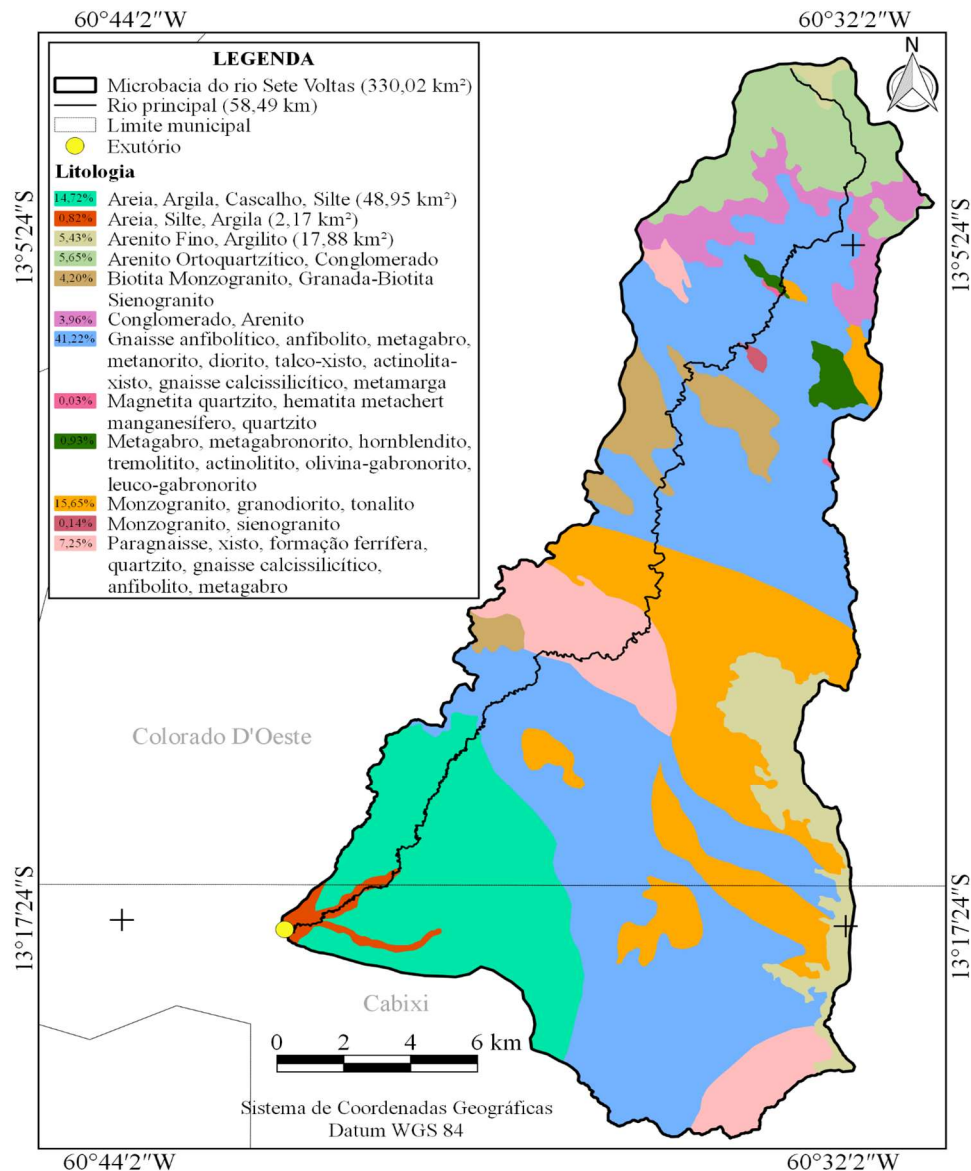 60°44'2"W
60°32'2"W
N
LEGENDA
Microbacia do rio Sete Voltas (330,02 km²)
Rio principal (58,49 km)
Limite municipal
Exutório
Litologia
14,72% Areia, Argila, Cascalho, Silte (48,95 km²)
0,82% Areia, Silte, Argila (2,17 km²)
5,43% Arenito Fino, Argilito (17,88 km²)
5,65% Arenito Ortoquartzítico, Conglomerado
4,20% Biotita Monzogranito, Granada-Biotita
Sienogranito
3,96% Conglomerado, Arenito
41,22% Gnaisse anfibolítico, anfibolito, metagabro,
metanorito, diorito, talco-xisto, actinolita-
xisto, gnaisse calcissilicítico, metamarga
0,03% Magnetita quartzito, hematita metachert
manganesífero, quartzito
0,93% Metagabro, metagabronorito, hornblendito,
tremolitito, actinolitito, olivina-gabronorito,
leuco-gabronorito
15,65% Monzogranito, granodiorito, tonalito
0,14% Monzogranito, sienogranito
7,25% Paragnaisse, xisto, formação ferrífera,
quartzito, gnaisse calcissilicítico,
anfibolito, metagabro
13°5'24"S
13°5'24"S
Colorado D'Oeste
13°17'24"S
13°17'24"S
Cabixi
0 2 4 6 km
Sistema de Coordenadas Geográficas
Datum WGS 84
60°44'2"W
60°32'2"W